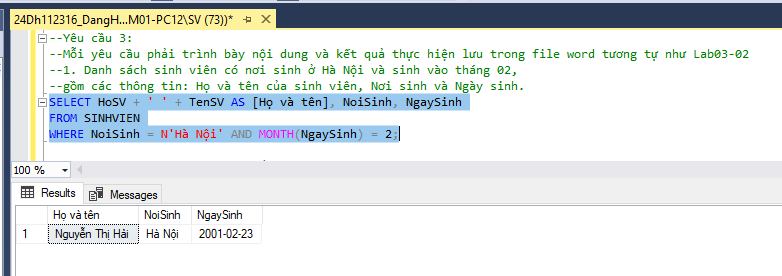 24Dh112316_DangH...M01-PC12\SV (73))*
--Yêu cầu 3:
--Mỗi yêu cầu phải trình bày nội dung và kết quả thực hiện lưu trong file word tương tự như Lab03-02
--1. Danh sách sinh viên có nơi sinh ở Hà Nội và sinh vào tháng 02,
--gồm các thông tin: Họ và tên của sinh viên, Nơi sinh và Ngày sinh.
SELECT HoSV + ' ' + TenSV AS [Họ và tên], NoiSinh, NgaySinh
FROM SINHVIEN
WHERE NoiSinh = N'Hà Nội' AND MONTH(NgaySinh) = 2;
100 %
Results Messages
Họ và tên NoiSinh NgaySinh
1 Nguyễn Thị Hải Hà Nội 2001-02-23